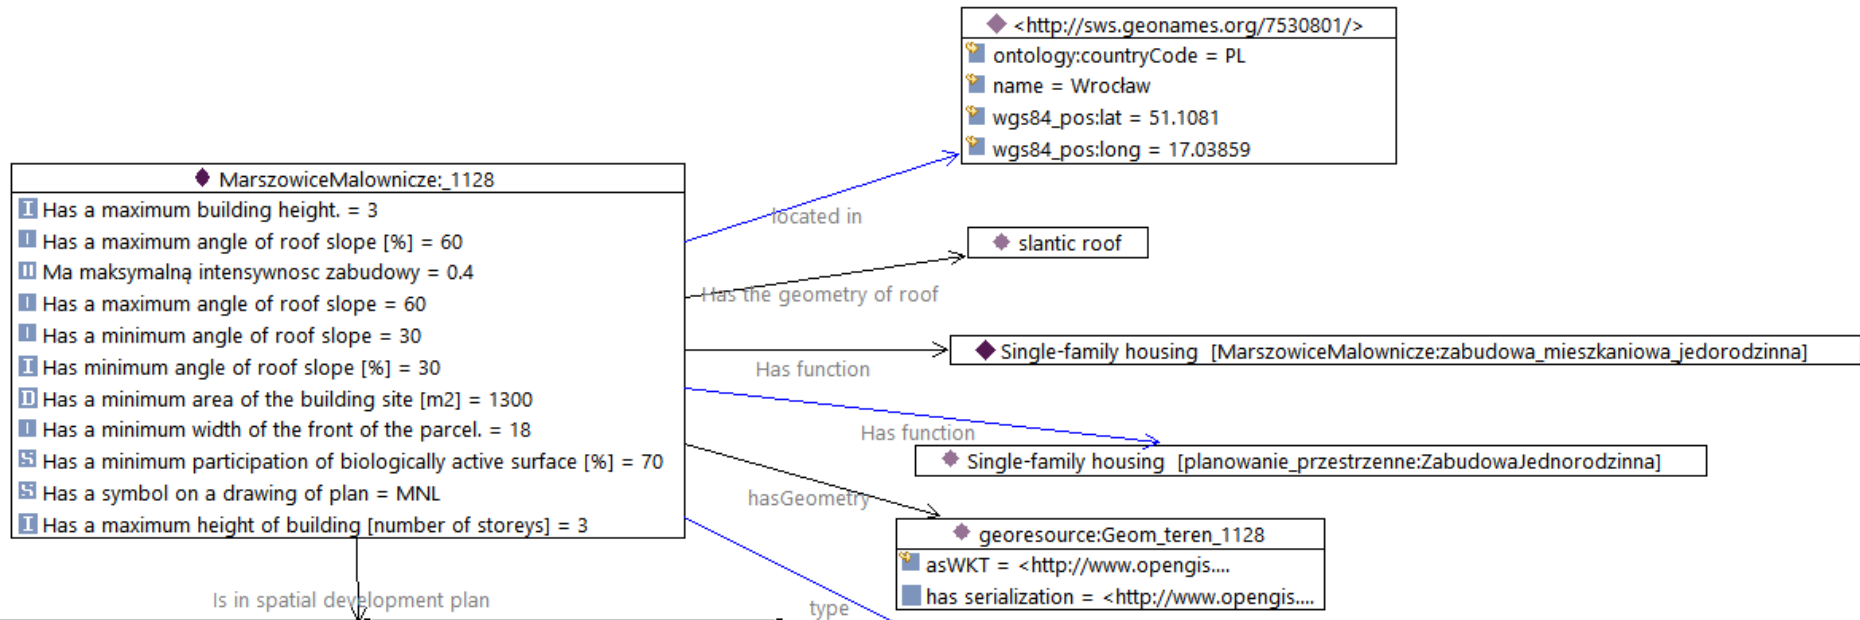 <http://sws.geonames.org/7530801/>
ontology:countryCode = PL
name = Wrocław
wgs84_pos:lat = 51.1081
wgs84_pos:long = 17.03859
MarszowiceMalownicze:_1128
Has a maximum building height. = 3
Has a maximum angle of roof slope [%] = 60
Ma maksymalną intensywnosc zabudowy = 0.4
Has a maximum angle of roof slope = 60
Has a minimum angle of roof slope = 30
Has minimum angle of roof slope [%] = 30
Has a minimum area of the building site [m2] = 1300
Has a minimum width of the front of the parcel. = 18
Has a minimum participation of biologically active surface [%] = 70
Has a symbol on a drawing of plan = MNL
Has a maximum height of building [number of storeys] = 3
located in
slantic roof
Has the geometry of roof
Single-family housing [MarszowiceMalownicze:zabudowa_mieszkaniowa_jedorodzinna]
Has function
Has function
Single-family housing [planowanie_przestrzenne:ZabudowaJednorodzinna]
hasGeometry
georesource:Geom_teren_1128
asWKT = <http://www.opengis....
has serialization = <http://www.opengis....
Is in spatial development plan
type